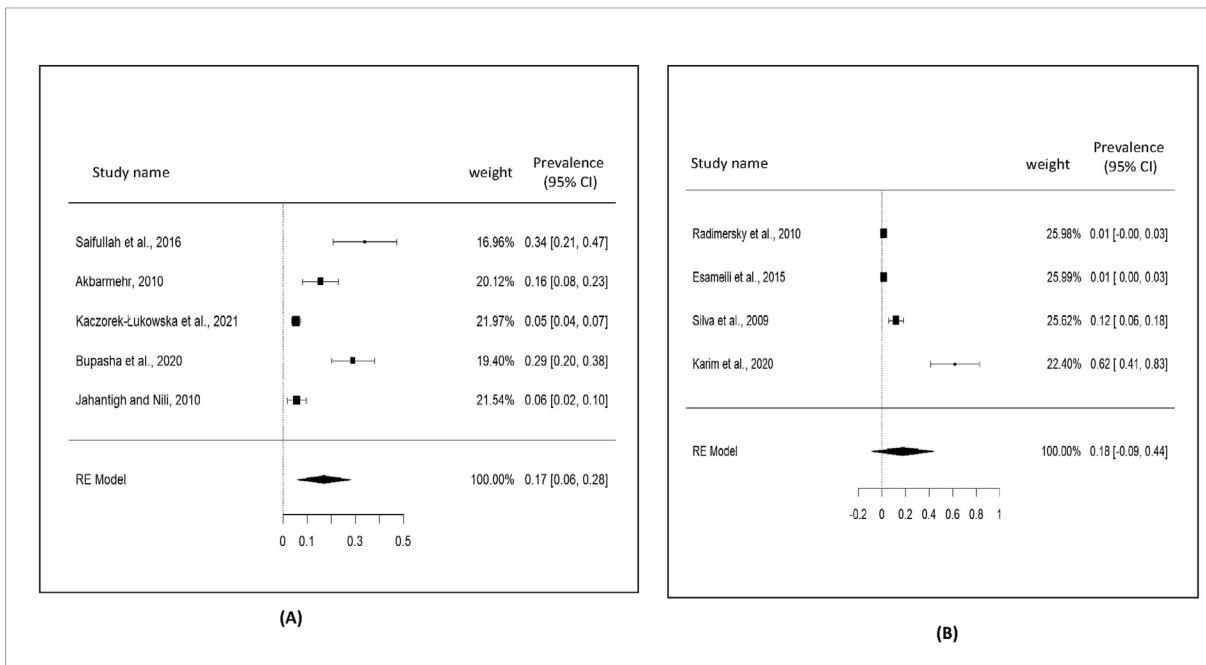 Study name weight Prevalence
(95% CI)
Saifullah et al., 2016 16.96% 0.34 [0.21, 0.47]
Akbarmehr, 2010 20.12% 0.16 [0.08, 0.23]
Kaczorek-Łukowska et al., 2021 21.97% 0.05 [0.04, 0.07]
Bupasha et al., 2020 19.40% 0.29 [0.20, 0.38]
Jahantigh and Nili, 2010 21.54% 0.06 [0.02, 0.10]
RE Model 100.00% 0.17 [0.06, 0.28]
0 0.1 0.3 0.5
(A)
Study name weight Prevalence
(95% CI)
Radimersky et al., 2010 25.98% 0.01 [-0.00, 0.03]
Esameili et al., 2015 25.99% 0.01 [ 0.00, 0.03]
Silva et al., 2009 25.62% 0.12 [ 0.06, 0.18]
Karim et al., 2020 22.40% 0.62 [ 0.41, 0.83]
RE Model 100.00% 0.18 [-0.09, 0.44]
-0.2 0 0.2 0.4 0.6 0.8 1
(B)